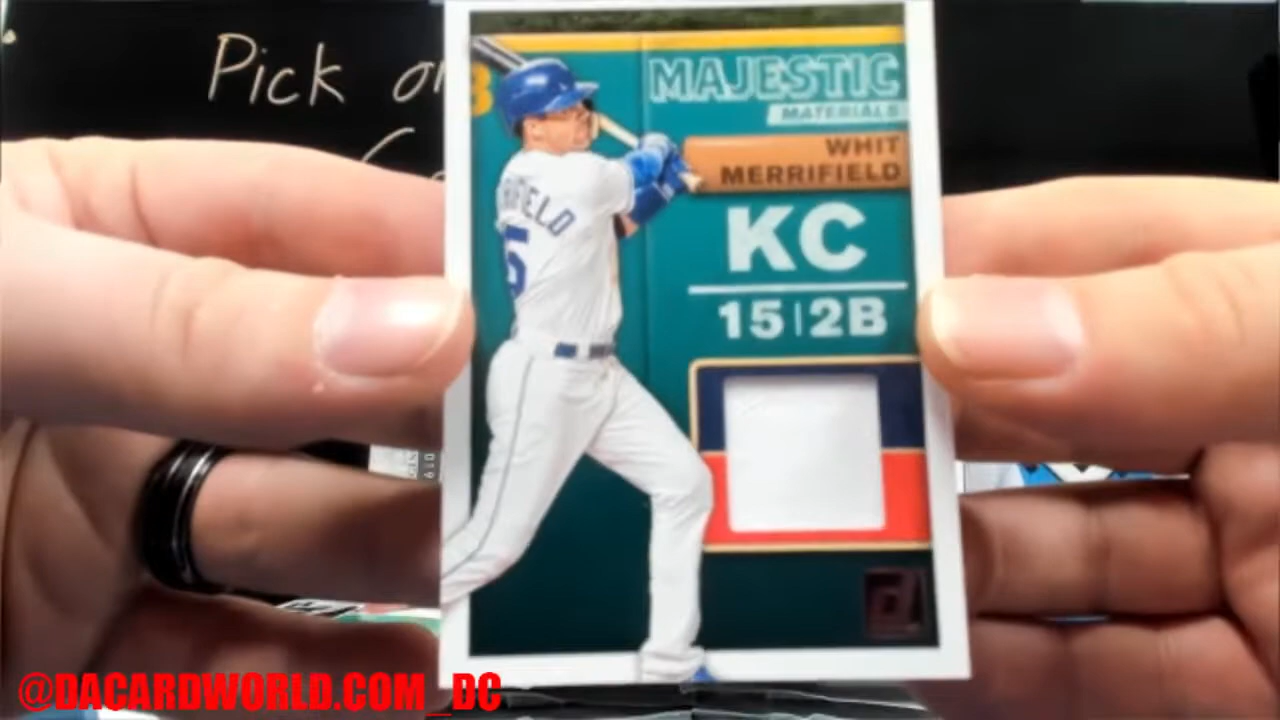 Pick
MAJESTIC
MATERIALS
WHIT
MERRIFIELD
KC
15|2B
@DACARDWORLD.COM_DC